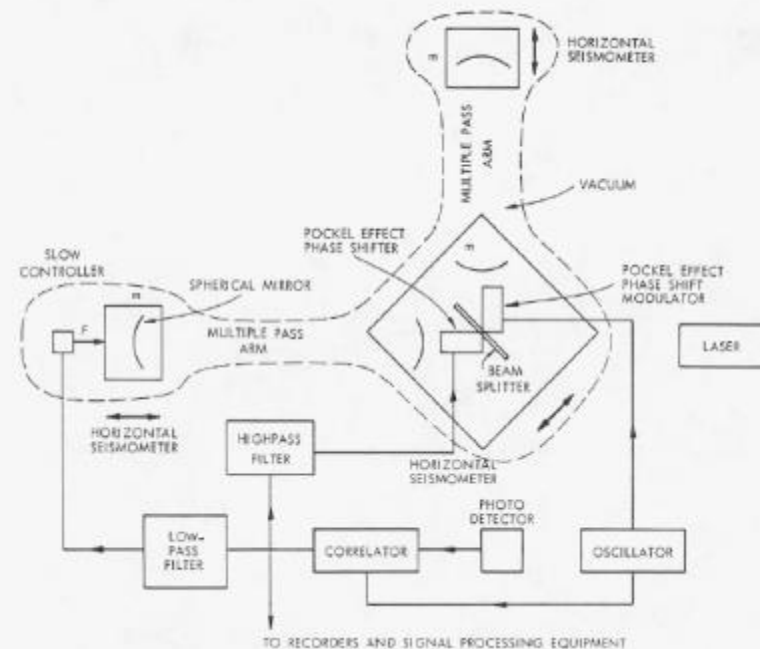 m
HORIZONTAL
SEISMOMETER
MULTIPLE PASS
ARM
VACUUM
POCKEL EFFECT
PHASE SHIFTER
m
SLOW
CONTROLLER
m
SPHERICAL MIRROR
POCKEL EFFECT
PHASE SHIFT
MODULATOR
F
MULTIPLE PASS
ARM
LASER
BEAM
SPLITTER
HORIZONTAL
SEISMOMETER
HIGHPASS
FILTER
HORIZONTAL
SEISMOMETER
PHOTO
DETECTOR
LOW-
PASS
FILTER
CORRELATOR
OSCILLATOR
TO RECORDERS AND SIGNAL PROCESSING EQUIPMENT